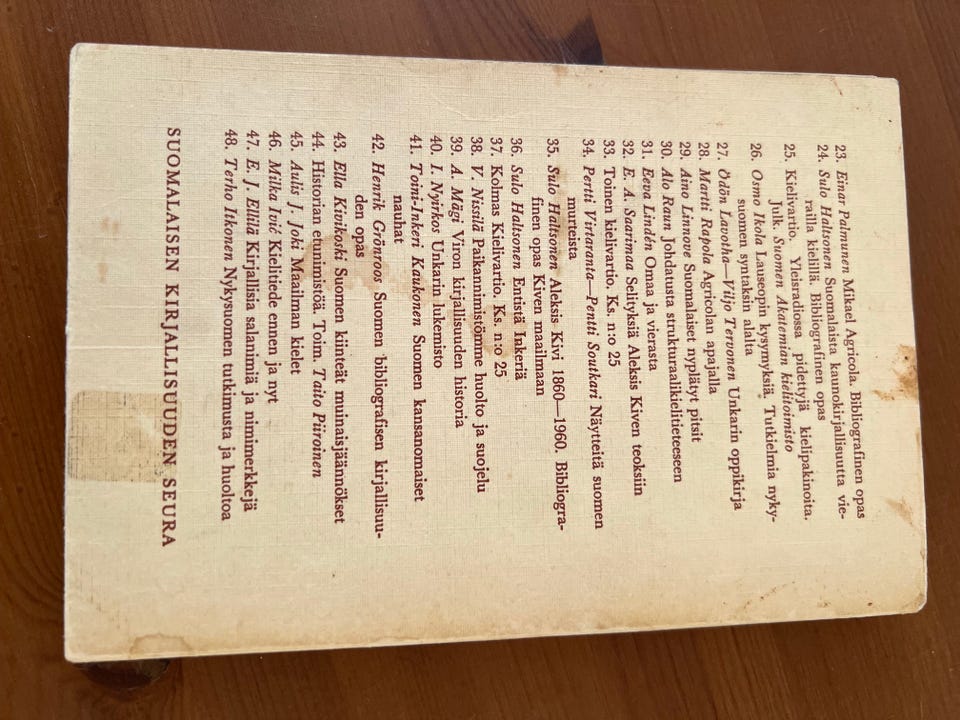 23. Einar Palmunen Mikael Agricola. Bibliografinen opas
24. Sulo Haltsonen Suomalaista kaunokirjallisuutta vie-
railla kielillä. Bibliografinen opas
25. Kielivartio. Yleisradiossa pidettyjä kielipakinoita.
Julk. Suomen Akatemian kielitoimisto
26. Osmo Ikola Lauseopin kysymyksiä. Tutkielmia nyky-
suomen syntaksin alalta
27. Ödön Lavotha—Viljo Tervonen Unkarin oppikirja
28. Martti Rapola Agricolan apajalla
29. Aino Linnove Suomalaiset nyplätyt pitsit
30. Alo Raun Johdatusta strukturaalikielitieteeseen
31. Eeva Lindén Omaa ja vierasta
32. E. A. Saarimaa Selityksiä Aleksis Kiven teoksiin
33. Toinen kielivartio. Ks. n:o 25
34. Pertti Virtaranta—Pentti Soutkari Näytteitä suomen
murteista
35. Sulo Haltsonen Aleksis Kivi 1860—1960. Bibliogra-
finen opas Kiven maailmaan
36. Sulo Haltsonen Entistä Inkeriä
37. Kolmas Kielivartio. Ks. n:o 25
38. V. Nissilä Paikannimistömme huolto ja suojelu
39. A. Mägi Viron kirjallisuuden historia
40. I. Nyirkos Unkarin lukemisto
41. Toini-Inkeri Kaukonen Suomen kansanomaiset
nauhat
42. Henrik Grönroos Suomen bibliografisen kirjallisuu-
den opas
43. Ella Kivikoski Suomen kiinteät muinaisjäännökset
44. Historian etunimistöä. Toim. Taito Piiroinen
45. Aulis J. Joki Maailman kielet
46. Milka Ivić Kielitiede ennen ja nyt
47. E. J. Ellilä Kirjallisia salanimiä ja nimimerkkejä
48. Terho Itkonen Nykysuomen tutkimusta ja huoltoa
SUOMALAISEN KIRJALLISUUDEN SEURA